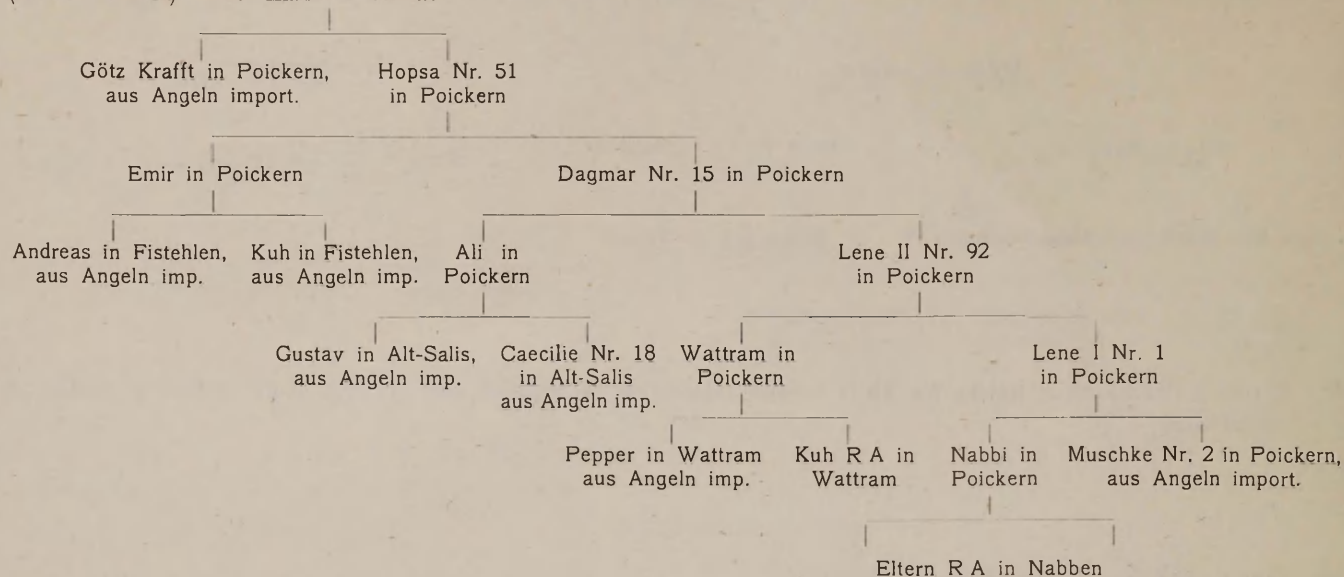 Götz Krafft in Poickern, Hopsa Nr. 51
aus Angeln import. in Poickern
Emir in Poickern Dagmar Nr. 15 in Poickern
Andreas in Fistehlen, Kuh in Fistehlen, Ali in Lene II Nr. 92
aus Angeln imp. aus Angeln imp. Poickern in Poickern
Gustav in Alt-Salis, Caecilie Nr. 18 Wattram in Lene I Nr. 1
aus Angeln imp. in Alt-Salis Poickern in Poickern
aus Angeln imp.
Pepper in Wattram Kuh R A in Nabbi in Muschke Nr. 2 in Poickern,
aus Angeln imp. Wattram Poickern aus Angeln import.
Eltern R A in Nabben